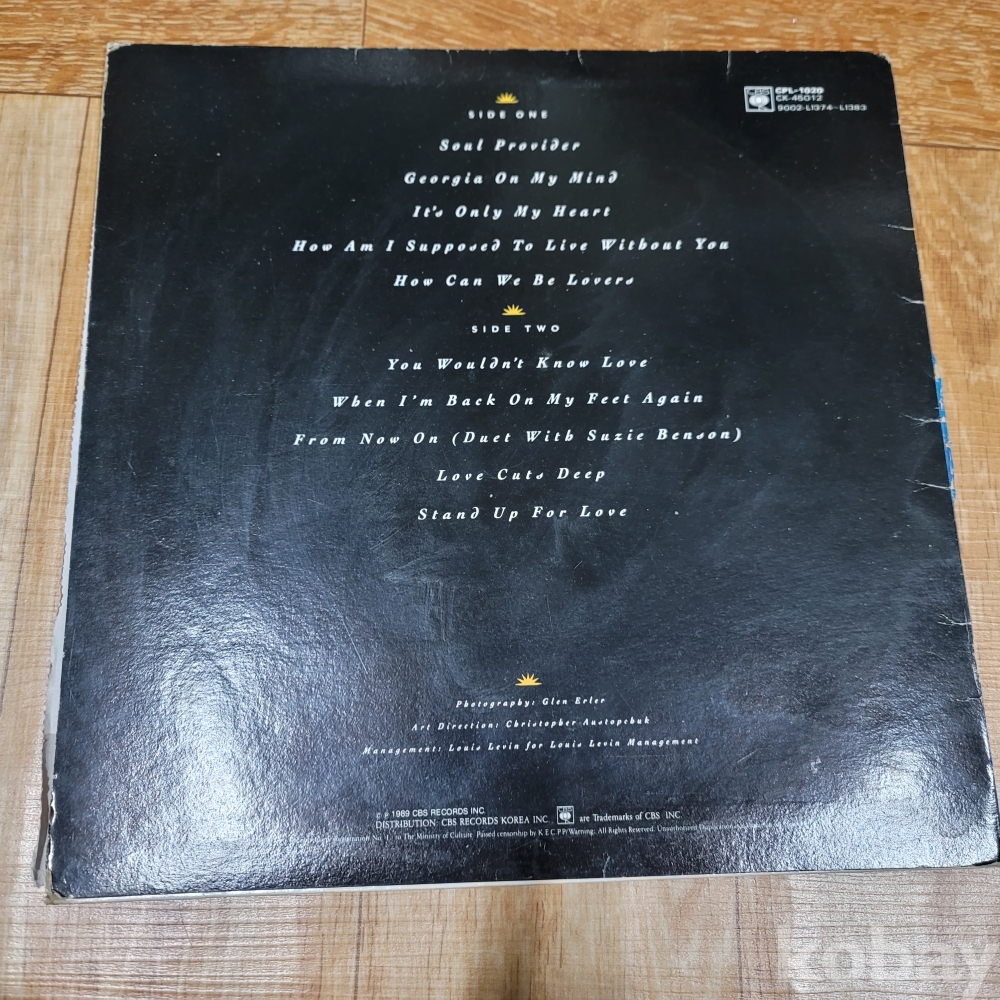 CBS
CPL-1020
CK-45012
9002-L1374~L1383
SIDE ONE
Soul Provider
Georgia On My Mind
It's Only My Heart
How Am I Supposed To Live Without You
How Can We Be Lovers
SIDE TWO
You Wouldn't Know Love
When I'm Back On My Feet Again
From Now On (Duet With Suzie Benson)
Love Cuts Deep
Stand Up For Love
Photography: Glen Erler
Art Direction: Christopher Austopchuk
Management: Louis Levin for Louis Levin Management
© ℗ 1989 CBS RECORDS INC.
DISTRIBUTION: CBS RECORDS KOREA INC. CBS are Trademarks of CBS INC.
to The Ministry of Culture. Passed censorship by K.E.C.P.P. Warning: All Rights Reserved. Unauthorized Duplication
kobay